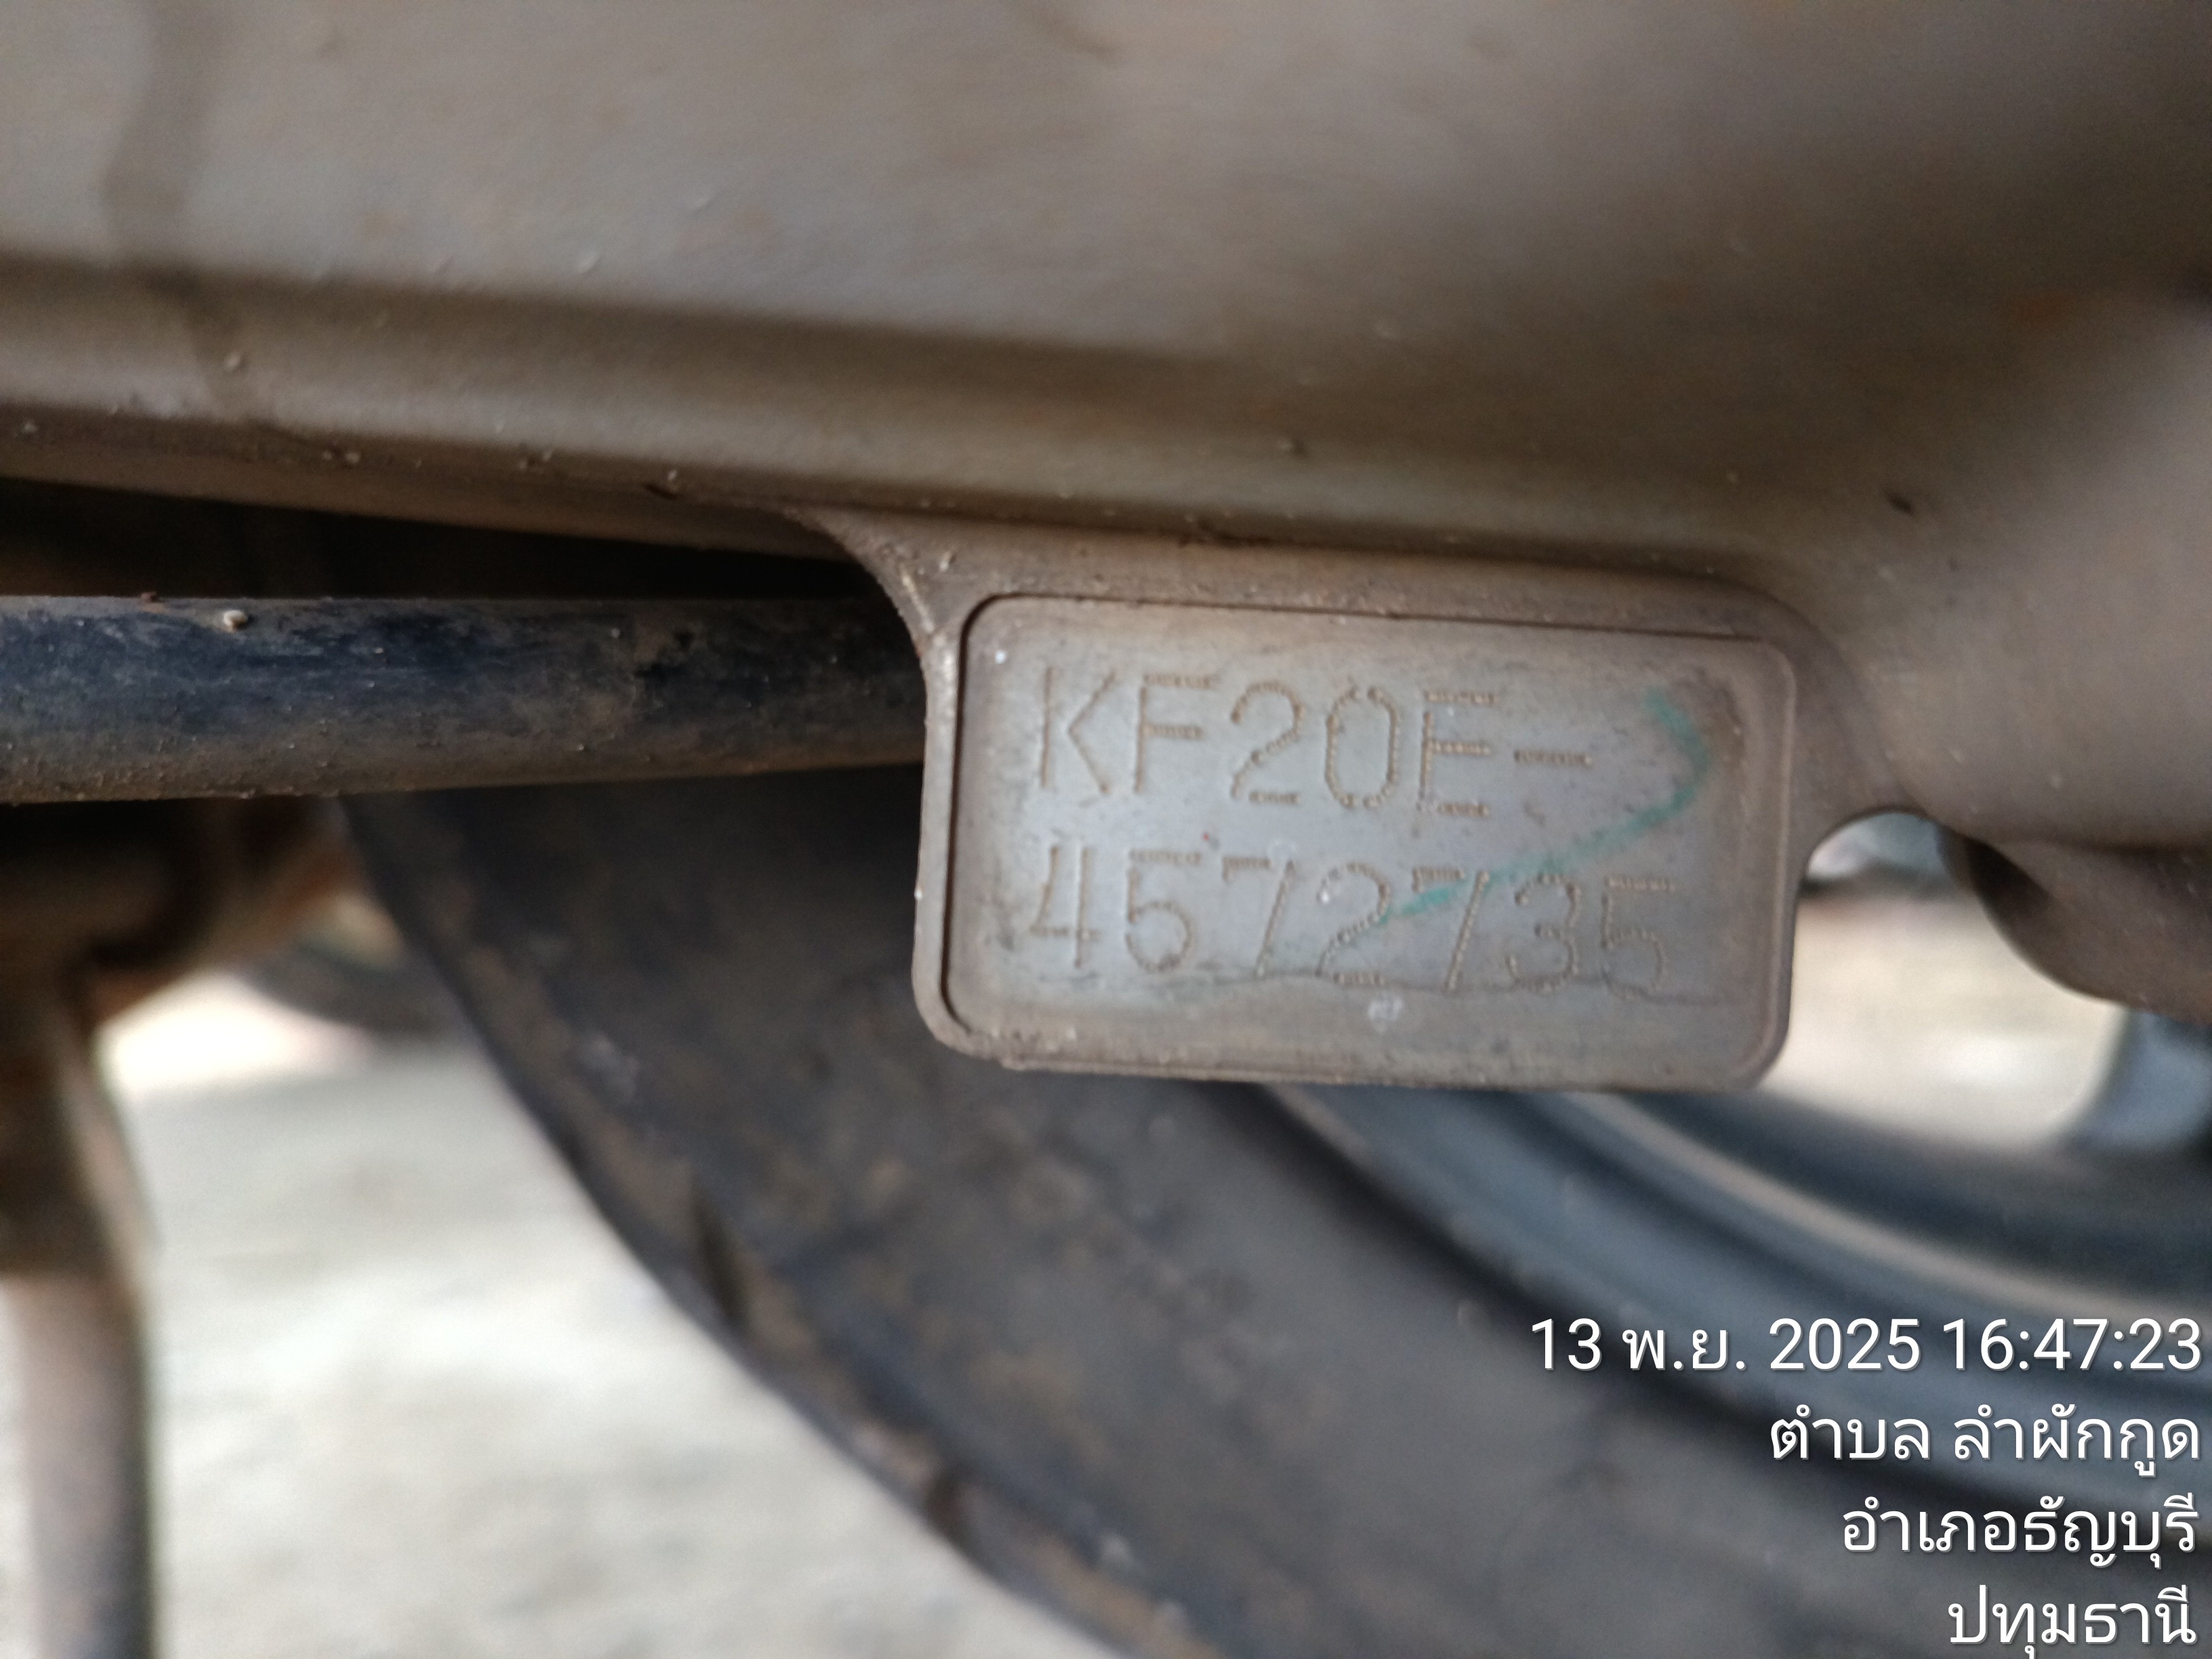 KF20E-
4572735
13 พ.ย. 2025 16:47:23
ตำบล ลำผักกูด
อำเภอธัญบุรี
ปทุมธานี